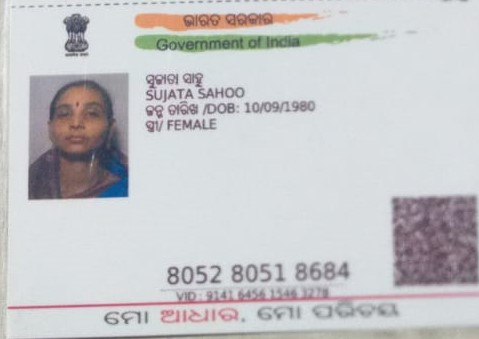 ଭାରତ ସରକାର
Government of India
ସୁଜାତା ସାହୁ
SUJATA SAHOO
ଜନ୍ମ ତାରିଖ /DOB: 10/09/1980
ସ୍ତ୍ରୀ/ FEMALE
8052 8051 8684
VID : 9141 6456 1546 3278
ମୋ ଆଧାର, ମୋ ପରିଚୟ